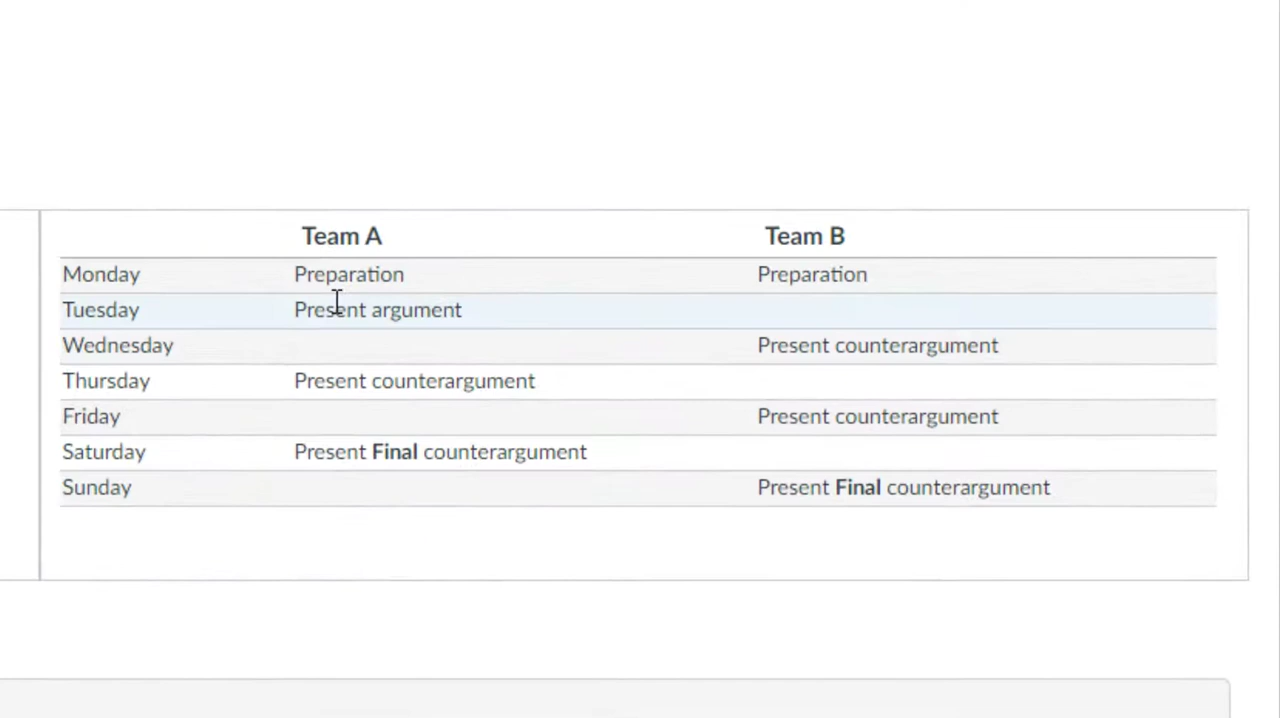 Team A Team B
Monday Preparation Preparation
Tuesday Present argument
Wednesday Present counterargument
Thursday Present counterargument
Friday Present counterargument
Saturday Present Final counterargument
Sunday Present Final counterargument